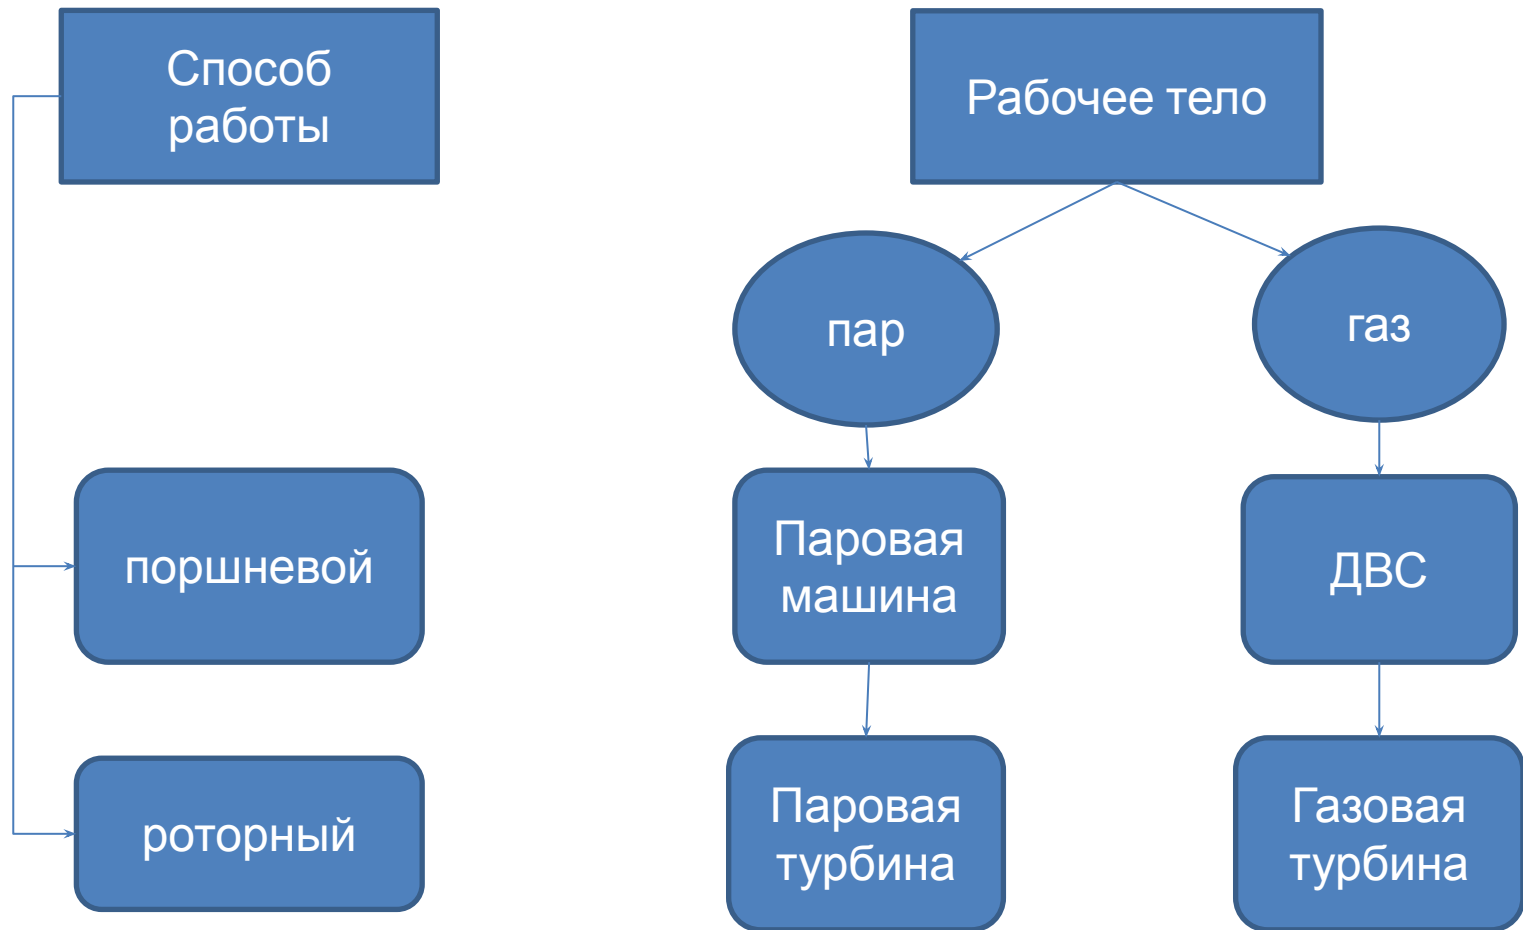 Способ
работы
Рабочее тело
пар
газ
поршневой
Паровая
машина
ДВС
роторный
Паровая
турбина
Газовая
турбина